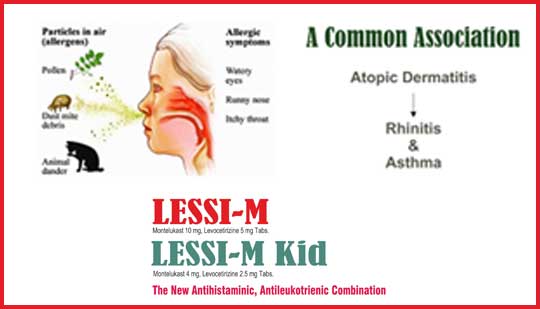 Particles in air
(allergens)
Pollen
Dust mite
debris
Animal
dander
Allergic
symptoms
Watory
eyes
Runny nose
Itchy throat
A Common Association
Atopic Dermatitis
Rhinitis
&
Asthma
LESSI-M
Montelukast 10 mg, Levocetirizine 5 mg Tabs.
LESSI-M Kid
Montelukast 4 mg, Levocetirizine 2.5 mg Tabs.
The New Antihistaminic, Antileukotrienic Combination